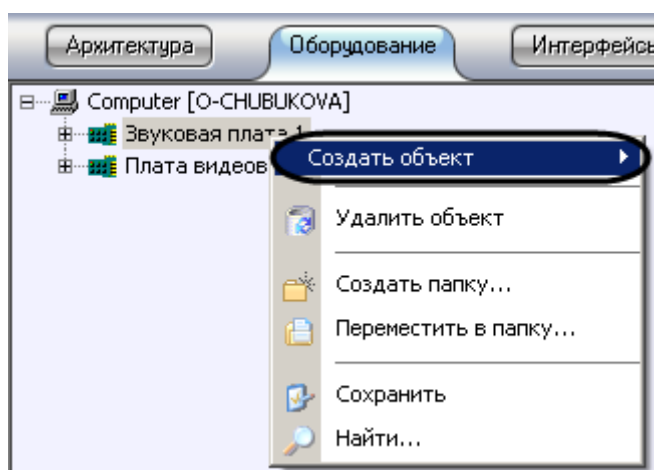 Архитектура Оборудование Интерфейсы
Computer [O-CHUBUKOVA]
Звуковая плата 1
Плата видеов
Создать объект
Удалить объект
Создать папку...
Переместить в папку...
Сохранить
Найти...